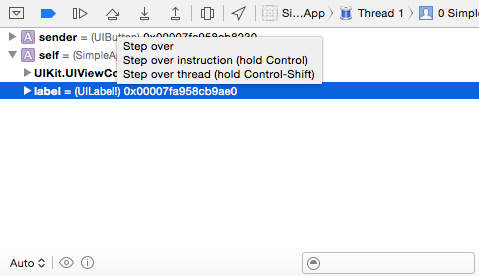 Si...App Thread 1 0 Simple
sender = (UIButton) 0x00007fa958cb8230
Step over
self = (SimpleA
Step over instruction (hold Control)
UIKit.UIViewCo
Step over thread (hold Control-Shift)
label = (UILabel!) 0x00007fa958cb9ae0
Auto